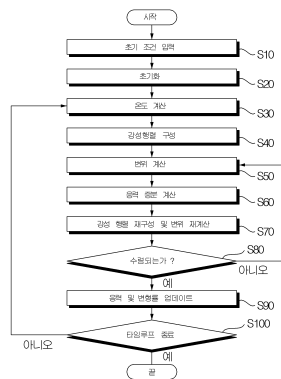 시작
초기 조건 입력
S10
초기화
S20
온도 계산
S30
강성행렬 구성
S40
변위 계산
S50
응력 증분 계산
S60
강성 행렬 재구성 및 변위 재계산
S70
수렴되는가 ?
S80
아니오
예
응력 및 변형률 업데이트
S90
타임루프 종료
S100
아니오
예
끝